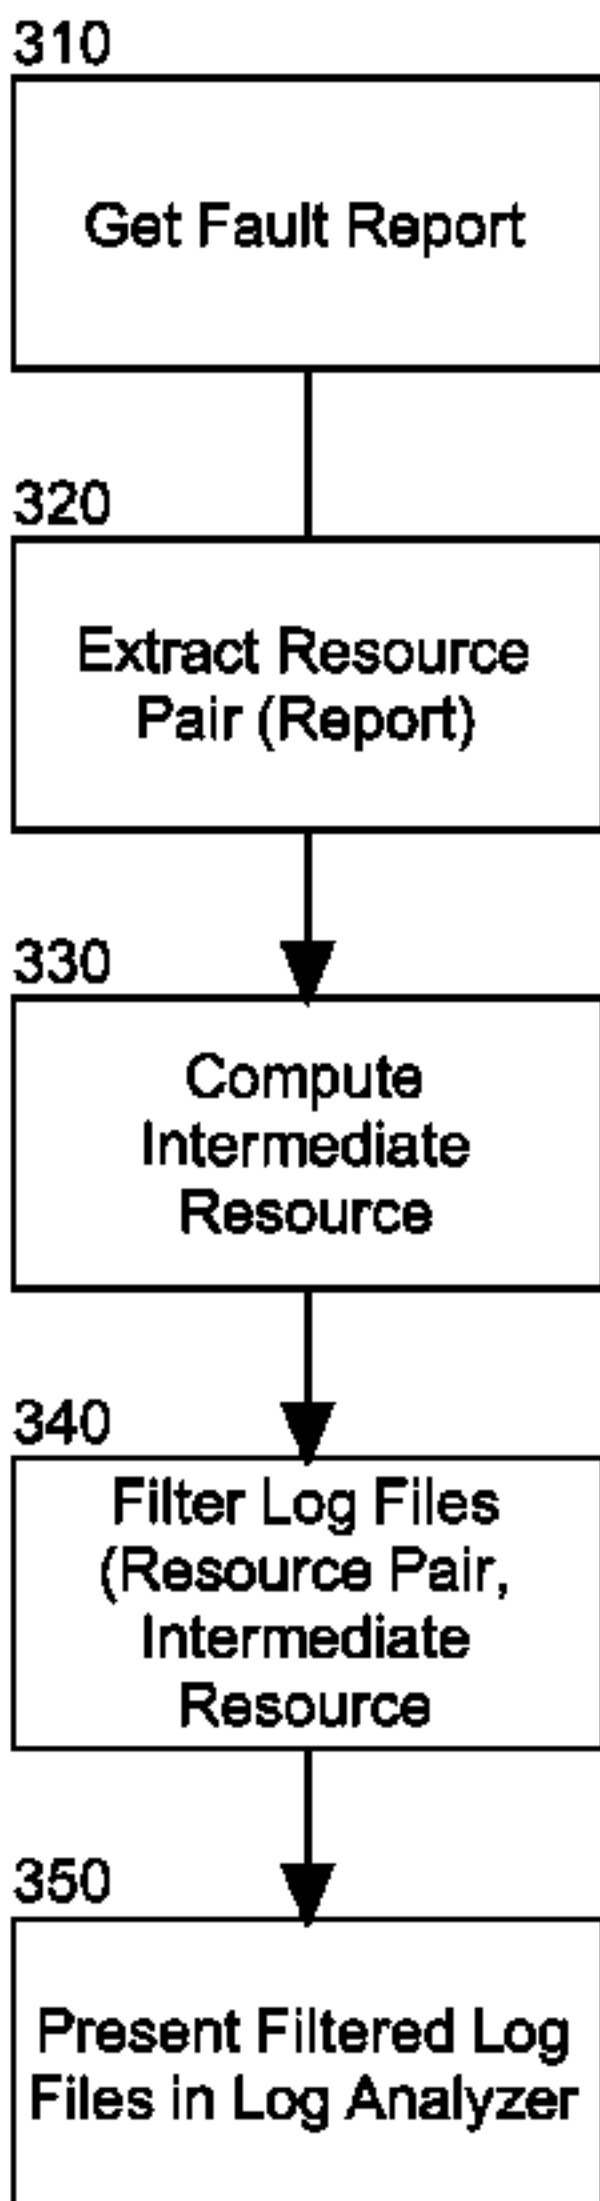 310
Get Fault Report
320
Extract Resource
Pair (Report)
330
Compute
Intermediate
Resource
340
Filter Log Files
(Resource Pair,
Intermediate
Resource
350
Present Filtered Log
Files in Log Analyzer